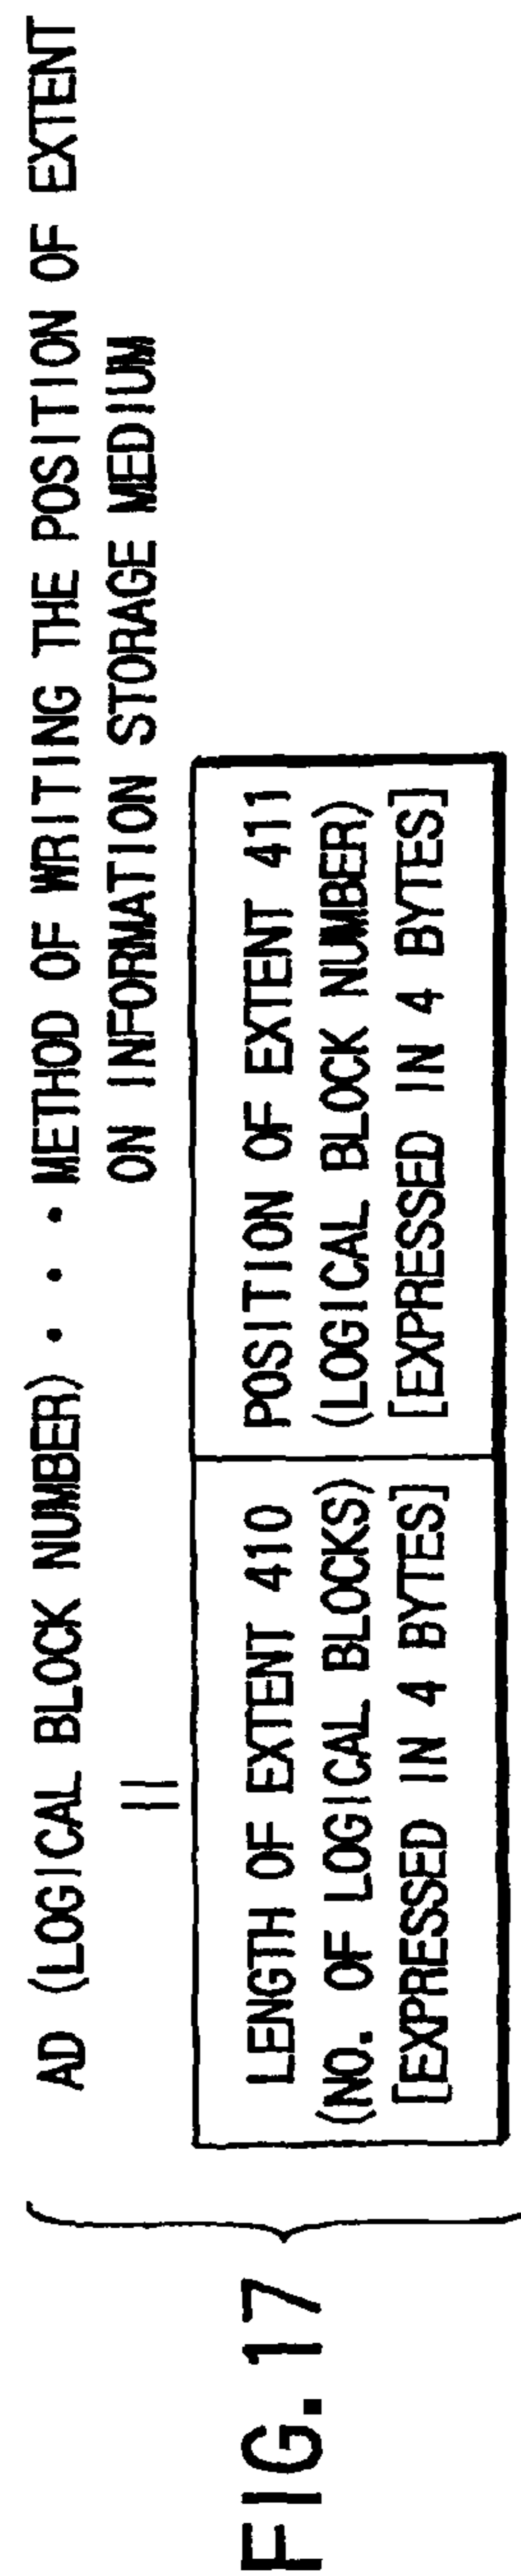 FIG. 17
AD (LOGICAL BLOCK NUMBER) • • • METHOD OF WRITING THE POSITION OF EXTENT
ON INFORMATION STORAGE MEDIUM
=
LENGTH OF EXTENT 410
(NO. OF LOGICAL BLOCKS)
[EXPRESSED IN 4 BYTES]
POSITION OF EXTENT 411
(LOGICAL BLOCK NUMBER)
[EXPRESSED IN 4 BYTES]